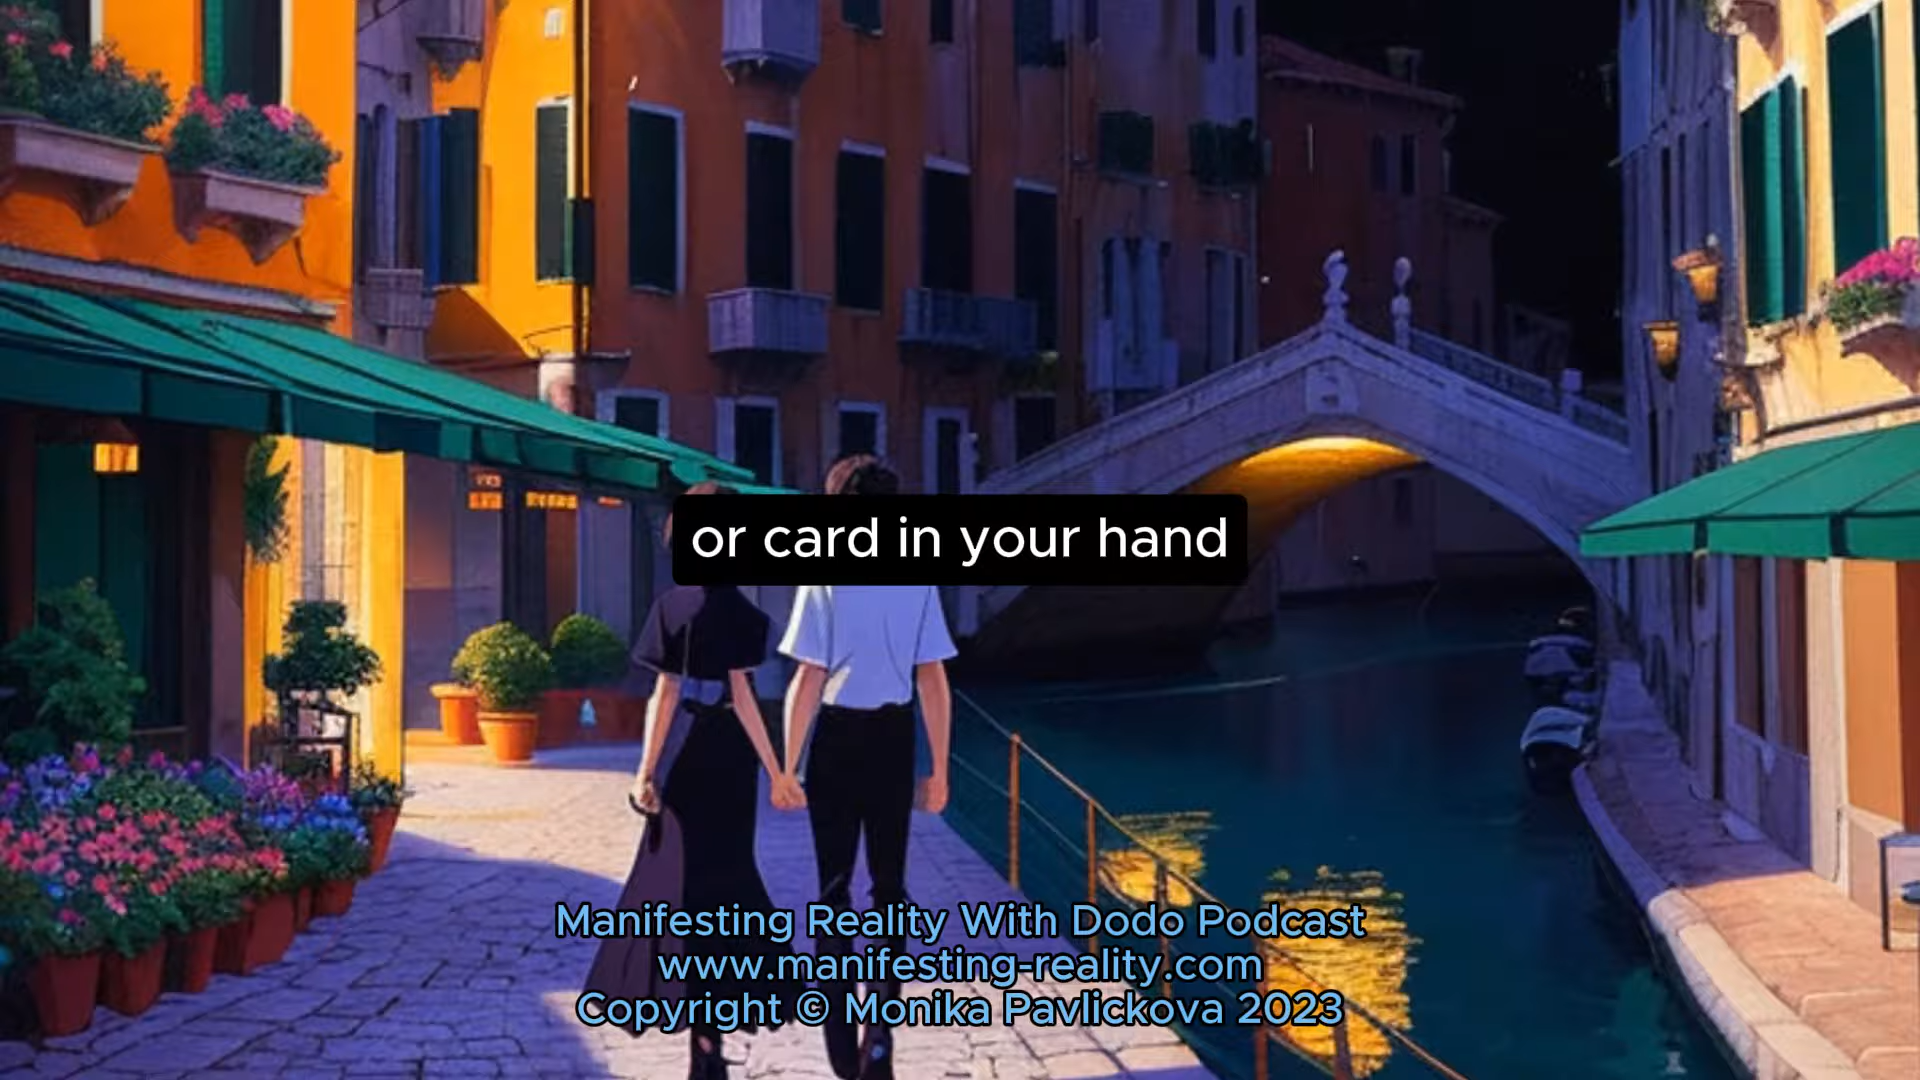 or card in your hand
Manifesting Reality With Dodo Podcast
www.manifesting-reality.com
Copyright © Monika Pavlickova 2023